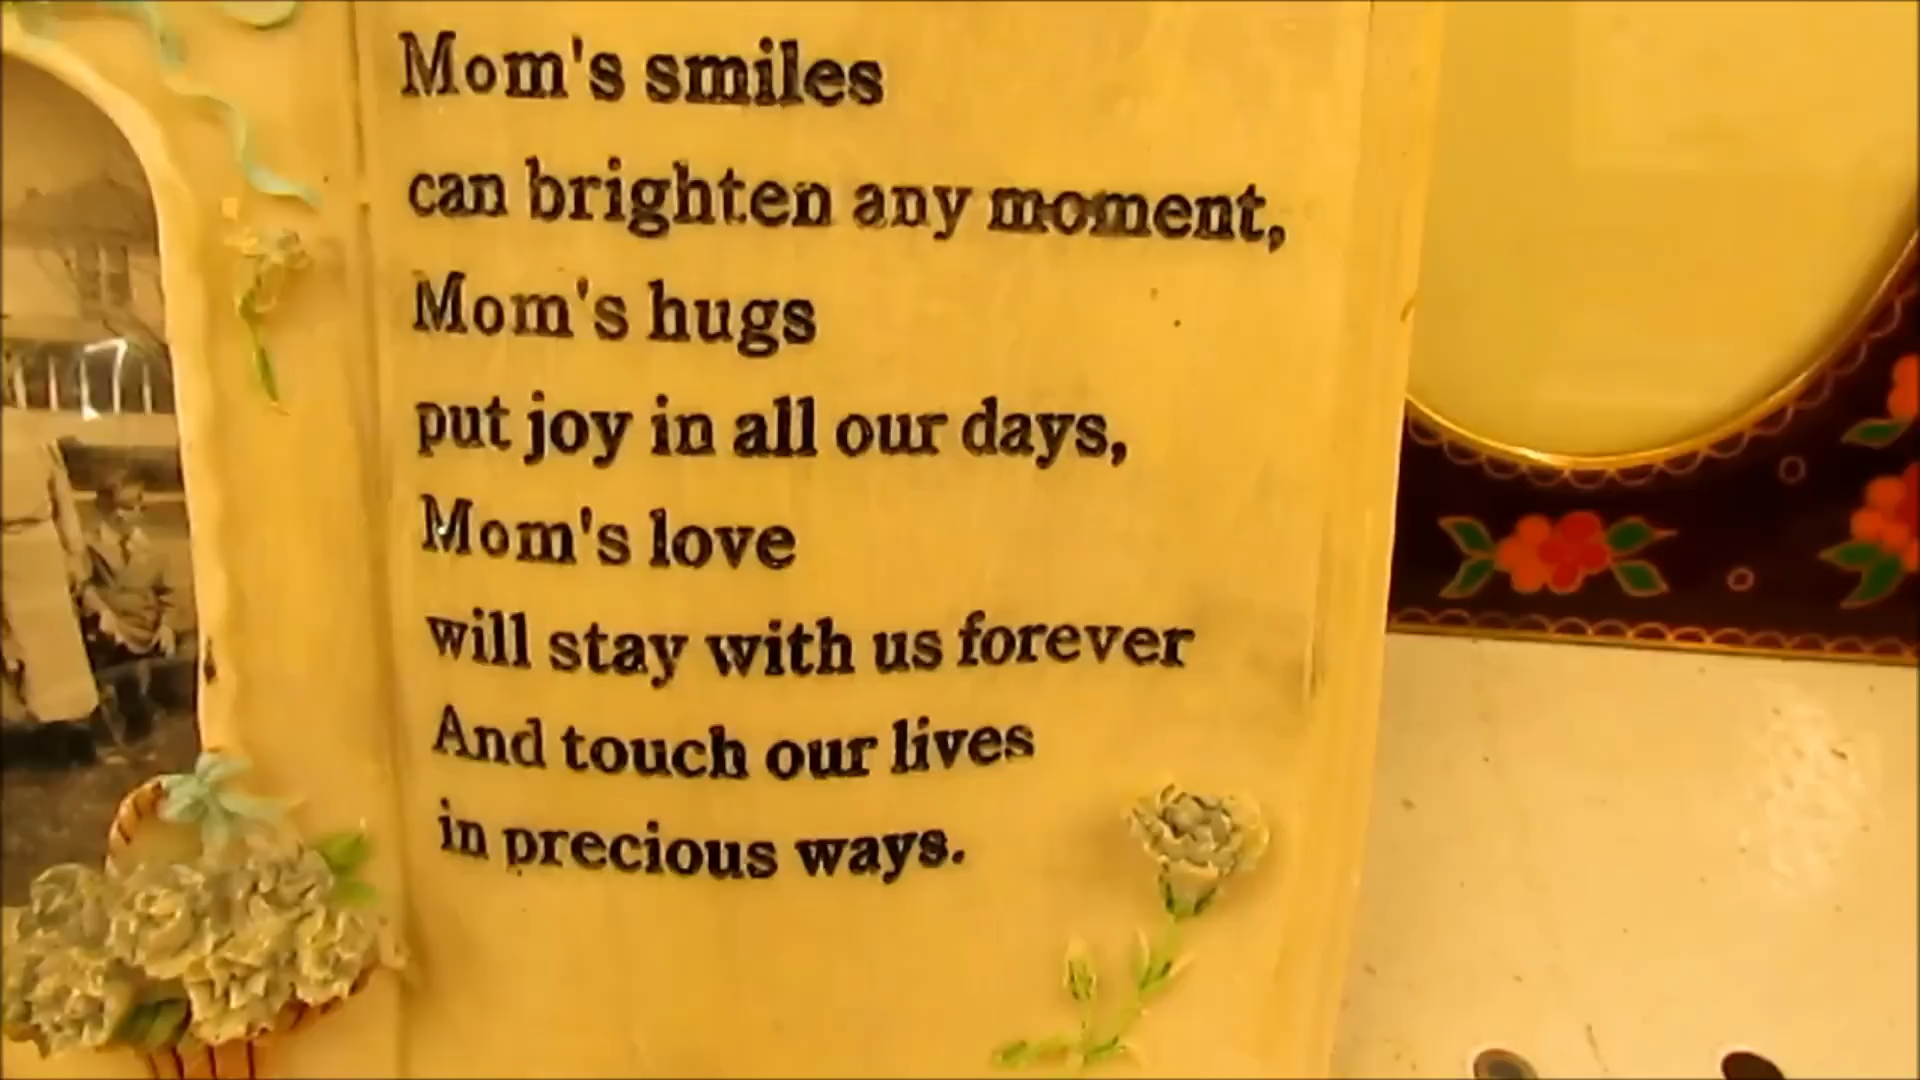 Mom's smiles
can brighten any moment,
Mom's hugs
put joy in all our days,
Mom's love
will stay with us forever
And touch our lives
in precious ways.